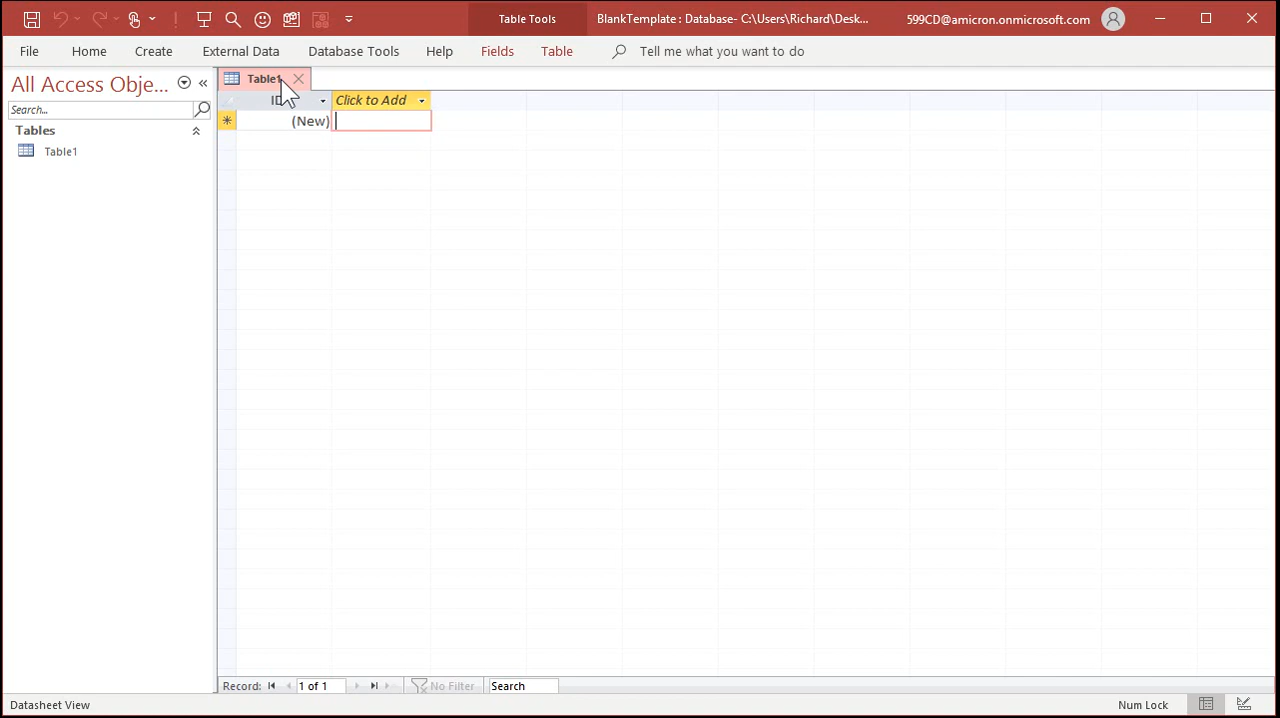 Table Tools
BlankTemplate : Database- C:\Users\Richard\Desk...
599CD@amicron.onmicrosoft.com
File Home Create External Data Database Tools Help Fields Table Tell me what you want to do
All Access Obje...
Search...
Tables
Table1
Table1
ID Click to Add
(New)
Record: 1 of 1 No Filter Search
Datasheet View
Num Lock